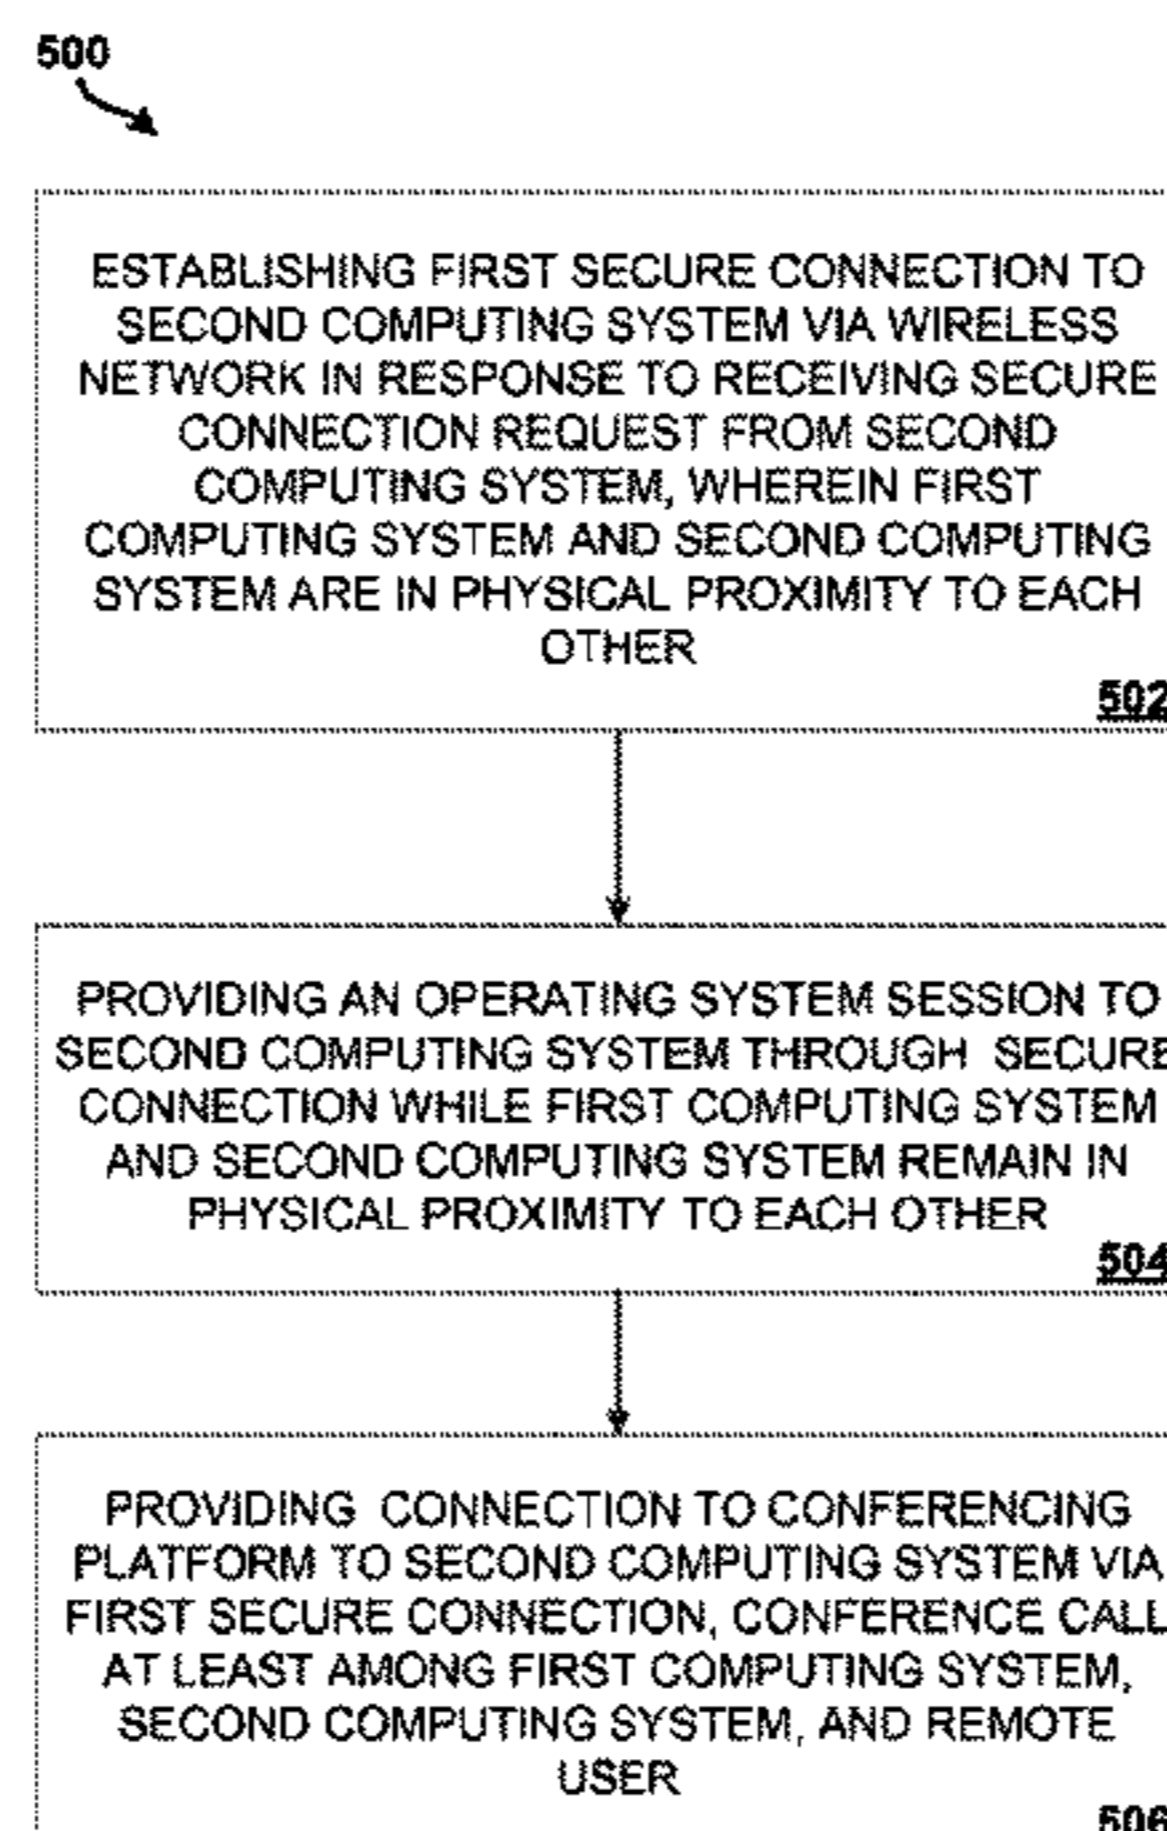 500
ESTABLISHING FIRST SECURE CONNECTION TO
SECOND COMPUTING SYSTEM VIA WIRELESS
NETWORK IN RESPONSE TO RECEIVING SECURE
CONNECTION REQUEST FROM SECOND
COMPUTING SYSTEM, WHEREIN FIRST
COMPUTING SYSTEM AND SECOND COMPUTING
SYSTEM ARE IN PHYSICAL PROXIMITY TO EACH
OTHER
502
PROVIDING AN OPERATING SYSTEM SESSION TO
SECOND COMPUTING SYSTEM THROUGH SECURE
CONNECTION WHILE FIRST COMPUTING SYSTEM
AND SECOND COMPUTING SYSTEM REMAIN IN
PHYSICAL PROXIMITY TO EACH OTHER
504
PROVIDING CONNECTION TO CONFERENCING
PLATFORM TO SECOND COMPUTING SYSTEM VIA
FIRST SECURE CONNECTION, CONFERENCE CALL
AT LEAST AMONG FIRST COMPUTING SYSTEM,
SECOND COMPUTING SYSTEM, AND REMOTE
USER
506